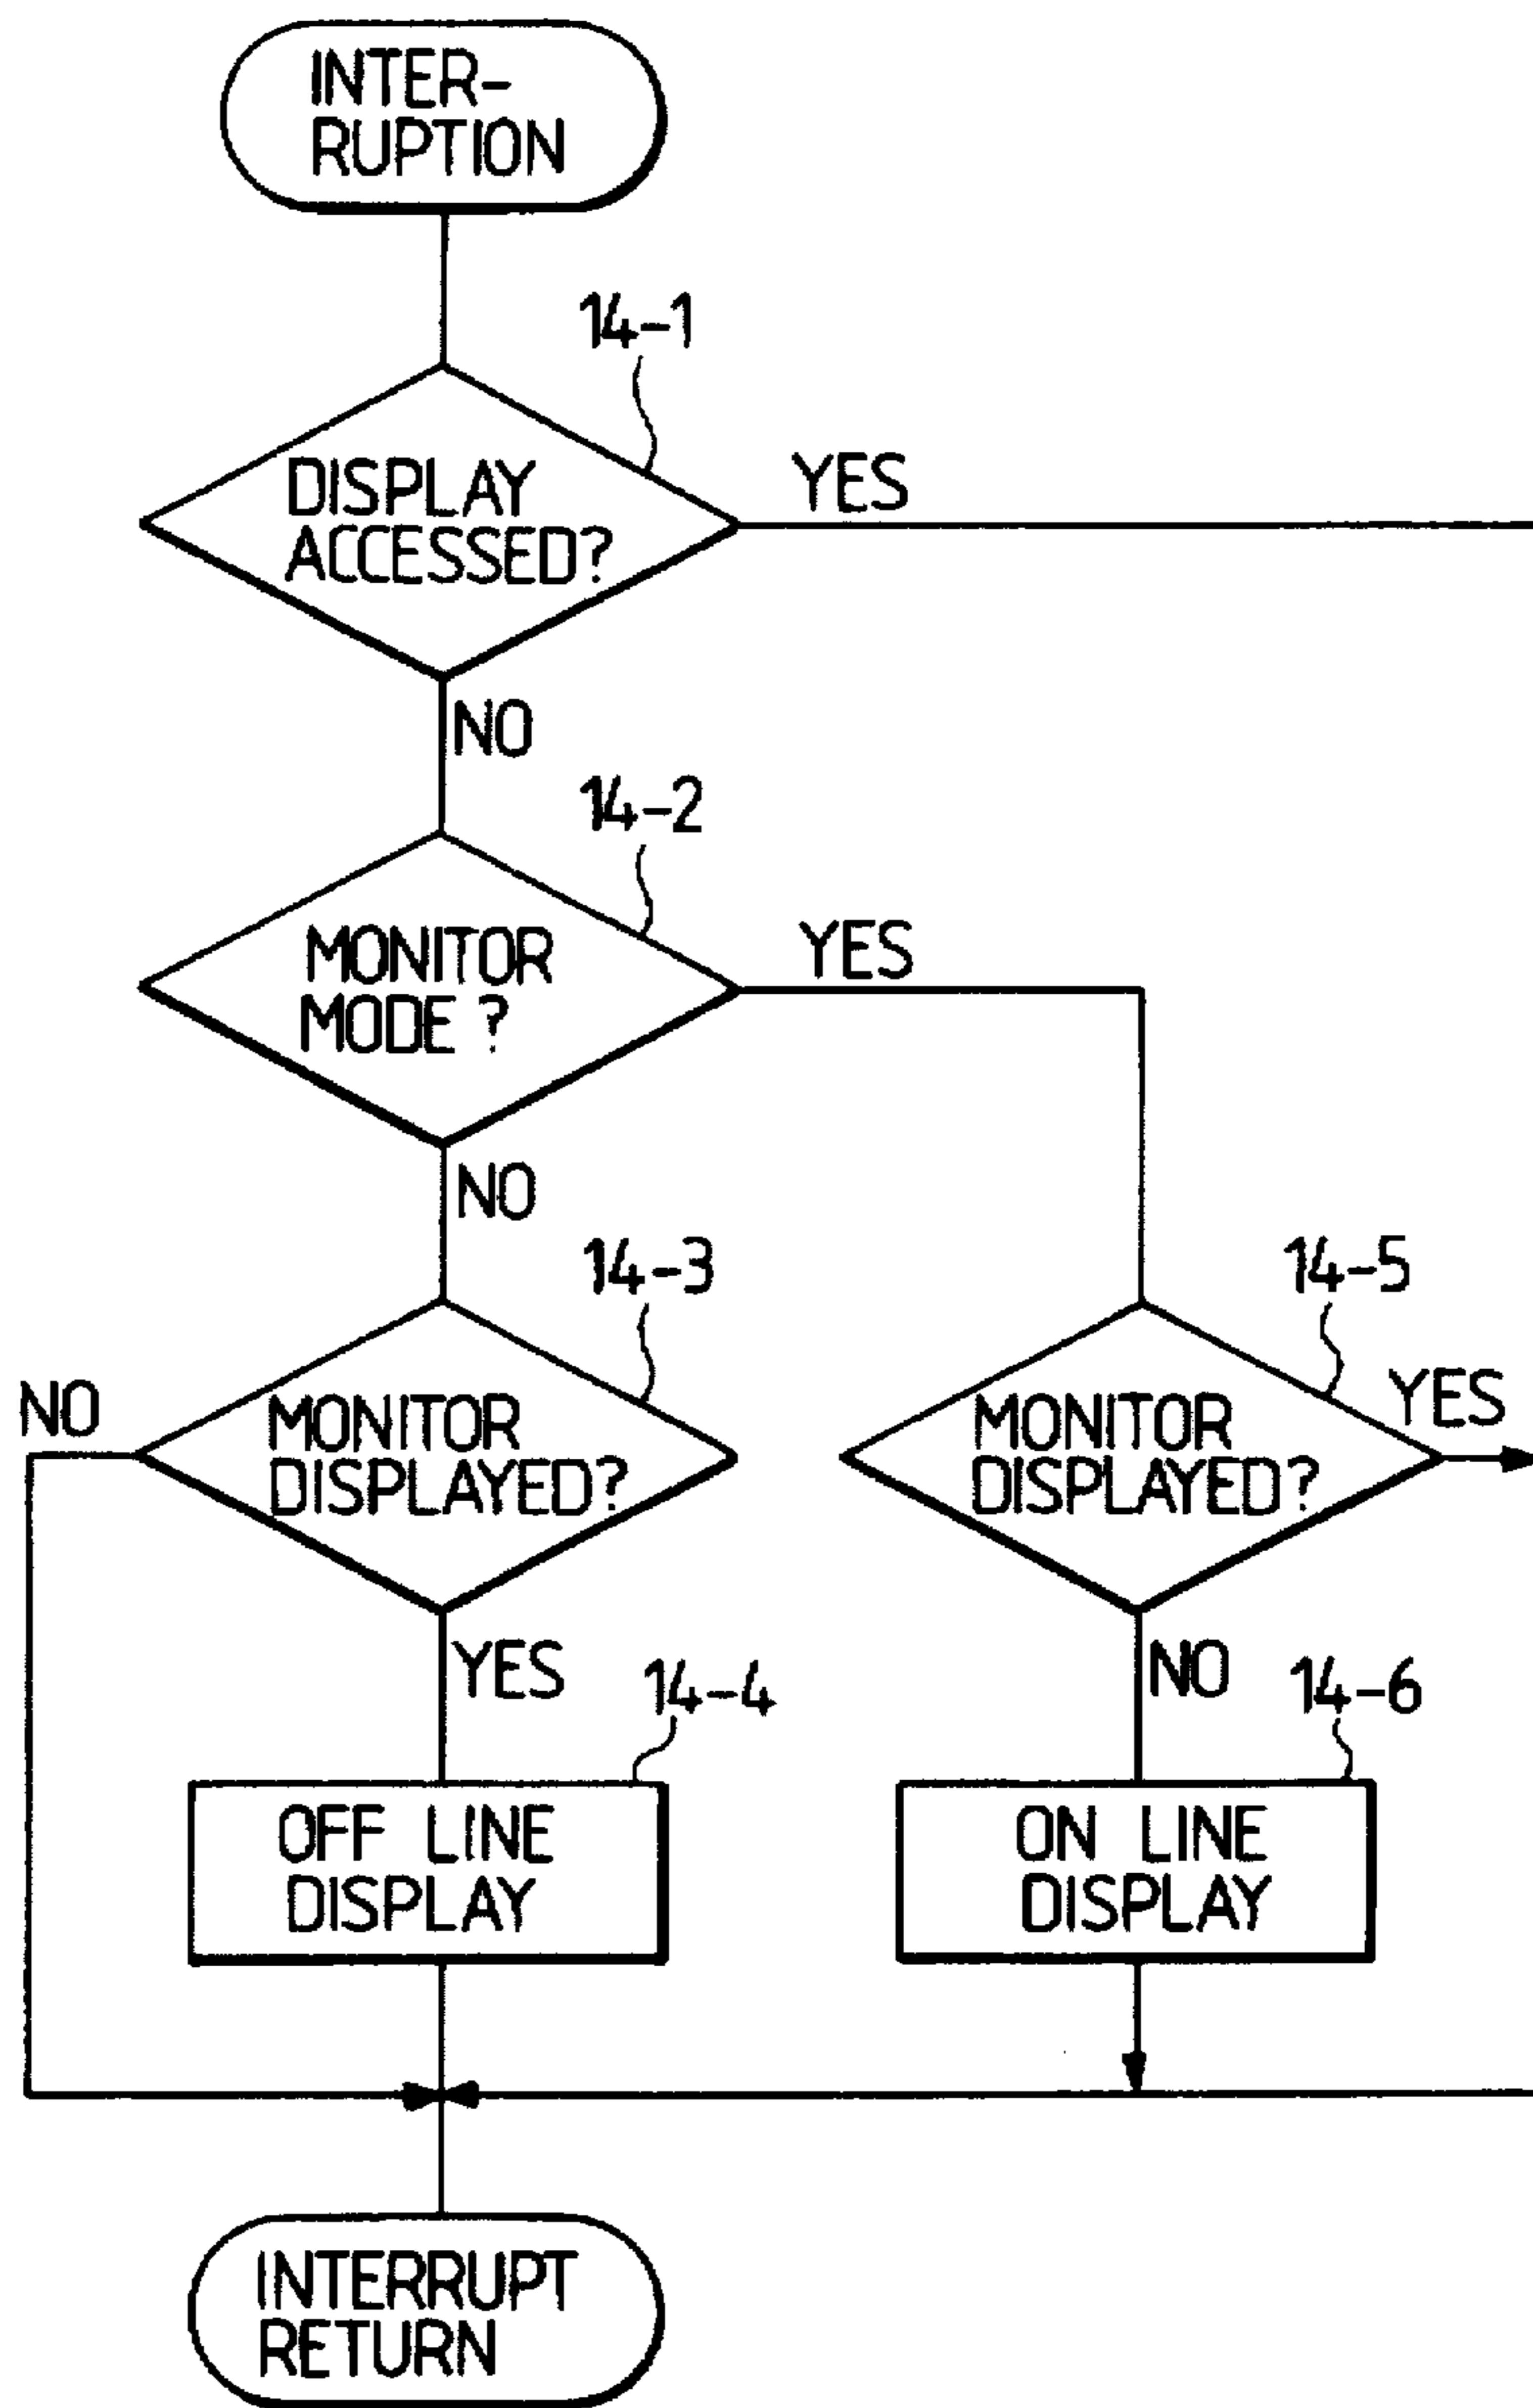 INTER-
RUPTION
14-1
DISPLAY
ACCESSED?
YES
NO
14-2
MONITOR
MODE ?
YES
NO
14-3
14-5
NO
MONITOR
DISPLAYED?
MONITOR
DISPLAYED?
YES
YES
14-4
NO
14-6
OFF LINE
DISPLAY
ON LINE
DISPLAY
INTERRUPT
RETURN